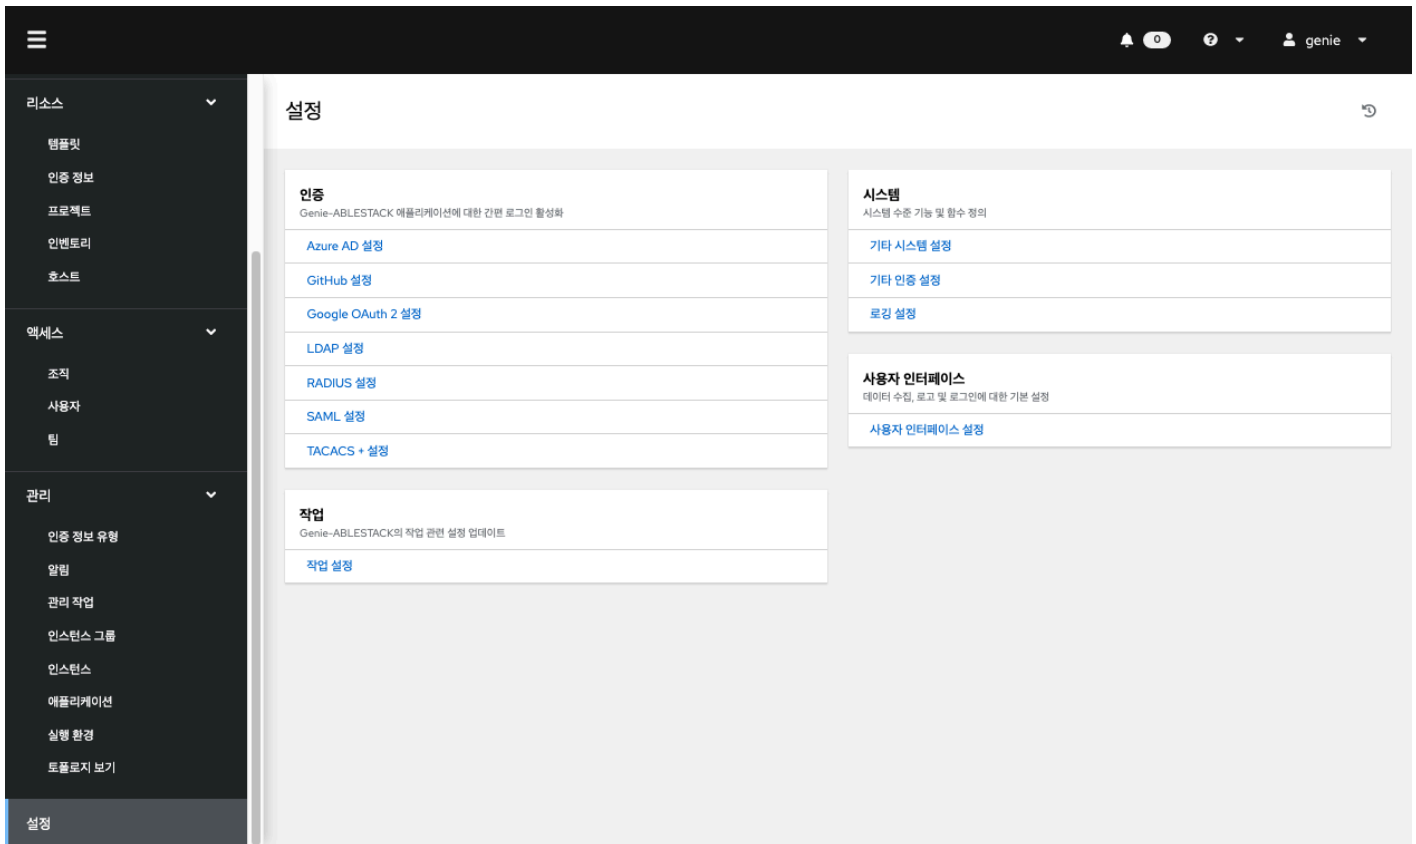 0
genie
리소스
템플릿
인증 정보
프로젝트
인벤토리
호스트
액세스
조직
사용자
팀
관리
인증 정보 유형
알림
관리 작업
인스턴스 그룹
인스턴스
애플리케이션
실행 환경
토폴로지 보기
설정
설정
인증
Genie-ABLESTACK 애플리케이션에 대한 간편 로그인 활성화
Azure AD 설정
GitHub 설정
Google OAuth 2 설정
LDAP 설정
RADIUS 설정
SAML 설정
TACACS + 설정
작업
Genie-ABLESTACK의 작업 관련 설정 업데이트
작업 설정
시스템
시스템 수준 기능 및 함수 정의
기타 시스템 설정
기타 인증 설정
로깅 설정
사용자 인터페이스
데이터 수집, 로고 및 로그인에 대한 기본 설정
사용자 인터페이스 설정